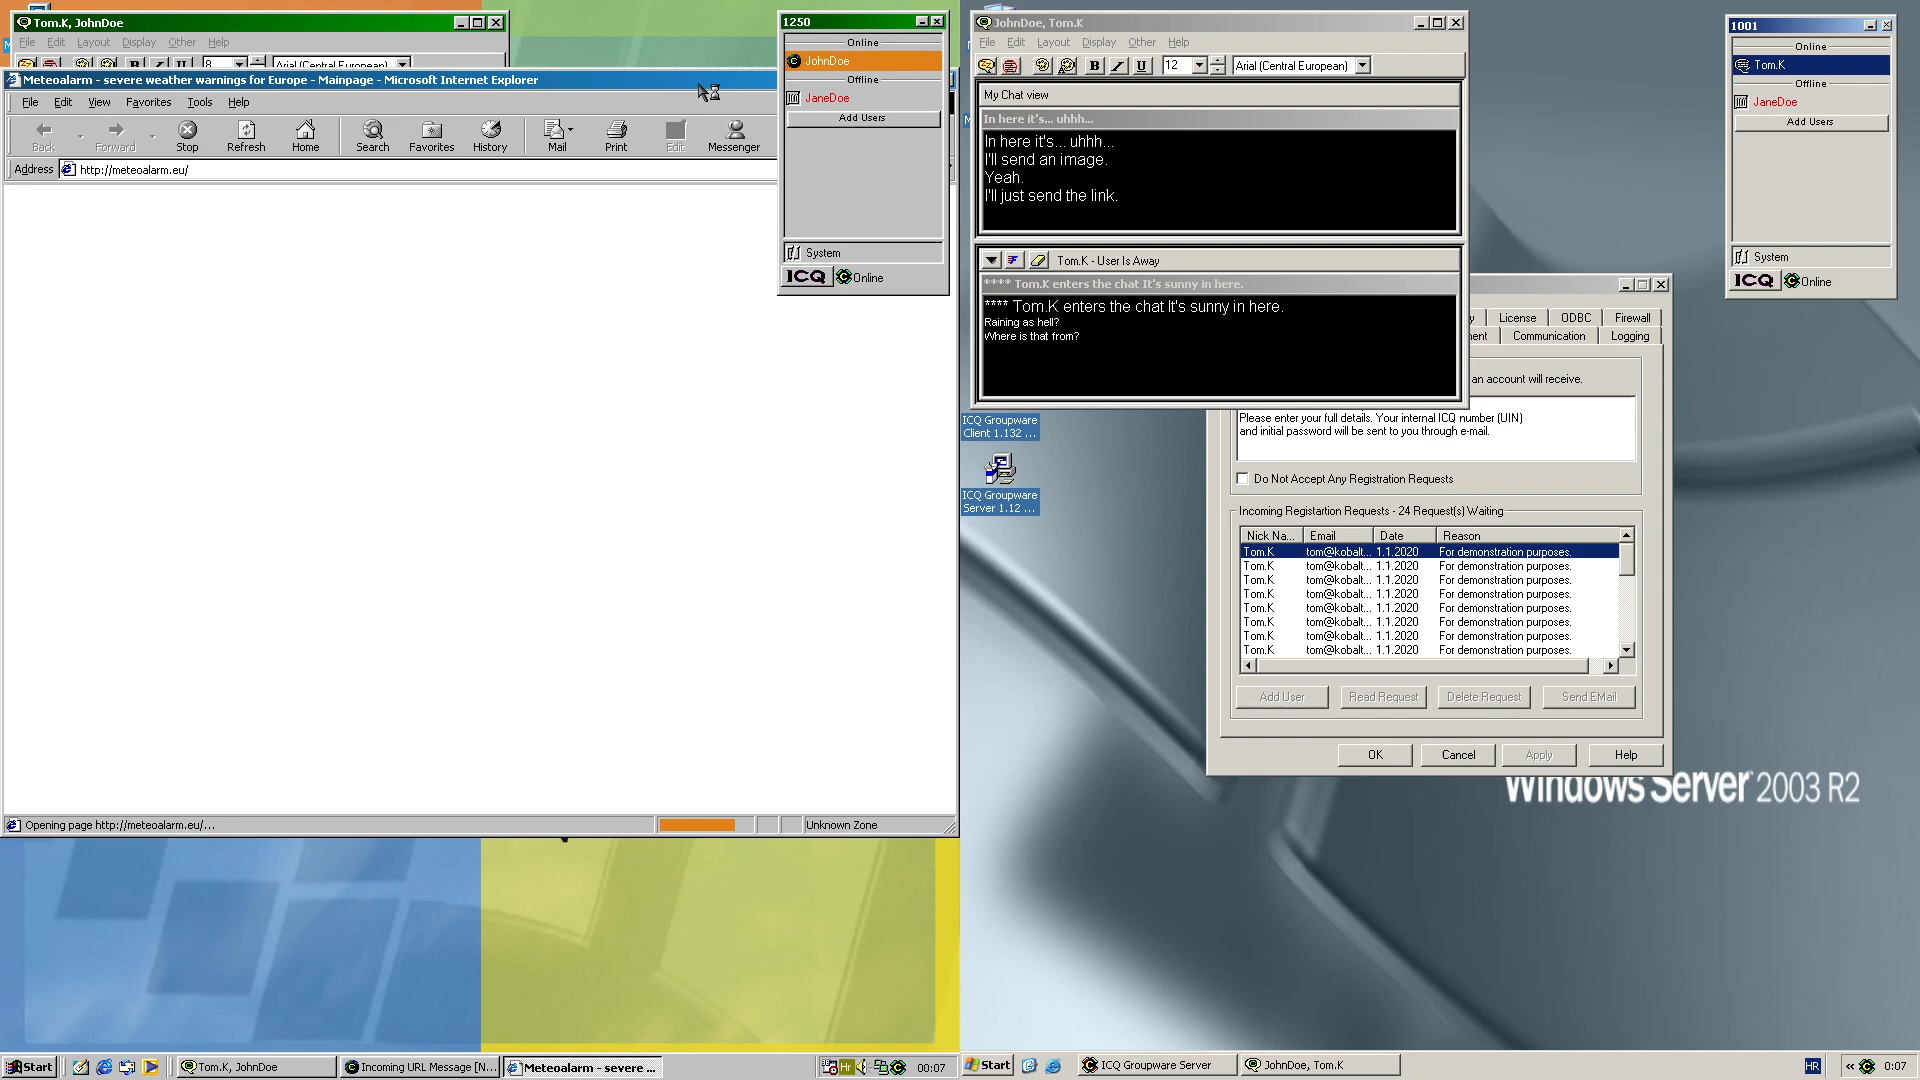 Tom.K, JohnDoe
File Edit Layout Display Other Help
8 Arial (Central European)
Meteoalarm - severe weather warnings for Europe - Mainpage - Microsoft Internet Explorer
File Edit View Favorites Tools Help
Back Forward Stop Refresh Home Search Favorites History Mail Print Edit Messenger
Address http://meteoalarm.eu/
Opening page http://meteoalarm.eu/...
Unknown Zone
1250
Online
JohnDoe
Offline
JaneDoe
Add Users
System
ICQ Online
Start
Tom.K, JohnDoe
Incoming URL Message [N...
Meteoalarm - severe ...
Hr
00:07
JohnDoe, Tom.K
File Edit Layout Display Other Help
B I U 12 Arial (Central European)
My Chat view
In here it's... uhhh...
In here it's... uhhh...
I'll send an image.
Yeah.
I'll just send the link.
Tom.K - User Is Away
**** Tom.K enters the chat It's sunny in here.
**** Tom.K enters the chat It's sunny in here.
Raining as hell?
Where is that from?
ICQ Groupware
Client 1.132 ...
ICQ Groupware
Server 1.12 ...
1001
Online
Tom.K
Offline
JaneDoe
Add Users
System
ICQ Online
License ODBC Firewall
Communication Logging
an account will receive.
Please enter your full details. Your internal ICQ number (UIN)
and initial password will be sent to you through e-mail.
Do Not Accept Any Registration Requests
Incoming Registartion Requests - 24 Request(s) Waiting
Nick Na... Email Date Reason
Tom.K tom@kobalt... 1.1.2020 For demonstration purposes.
Tom.K tom@kobalt... 1.1.2020 For demonstration purposes.
Tom.K tom@kobalt... 1.1.2020 For demonstration purposes.
Tom.K tom@kobalt... 1.1.2020 For demonstration purposes.
Tom.K tom@kobalt... 1.1.2020 For demonstration purposes.
Tom.K tom@kobalt... 1.1.2020 For demonstration purposes.
Tom.K tom@kobalt... 1.1.2020 For demonstration purposes.
Tom.K tom@kobalt... 1.1.2020 For demonstration purposes.
Add User Read Request Delete Request Send EMail
OK Cancel Apply Help
Windows Server 2003 R2
Start
ICQ Groupware Server
JohnDoe, Tom.K
HR
« 0:07